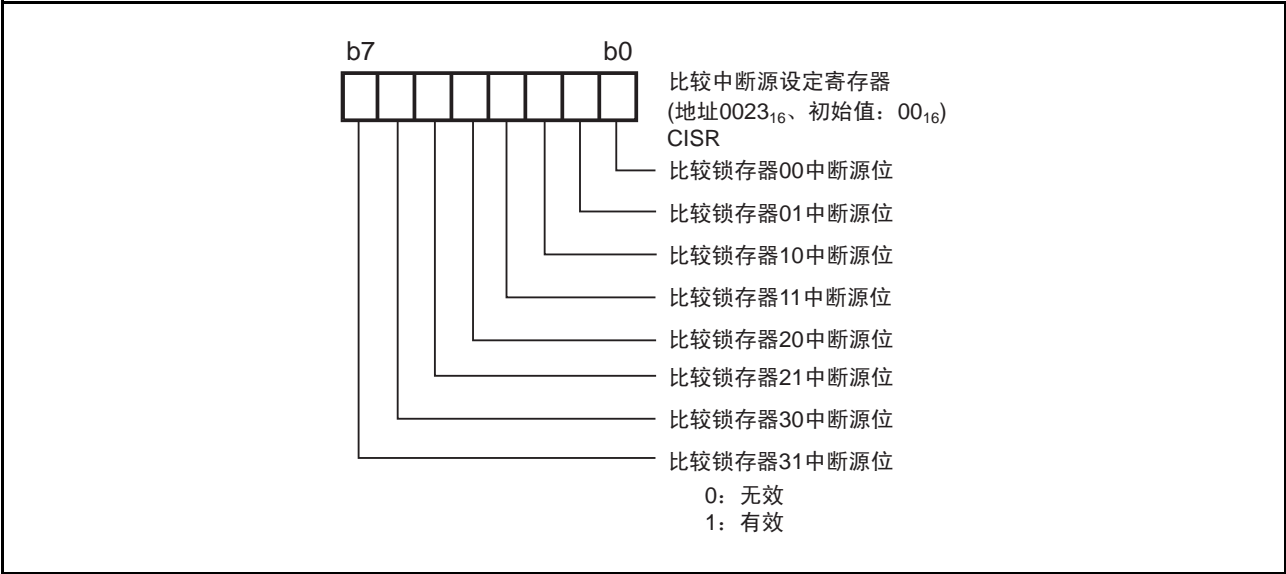 b7 b0
比较中断源设定寄存器
(地址0023₁₆、初始值：00₁₆)
CISR
比较锁存器00中断源位
比较锁存器01中断源位
比较锁存器10中断源位
比较锁存器11中断源位
比较锁存器20中断源位
比较锁存器21中断源位
比较锁存器30中断源位
比较锁存器31中断源位
0：无效
1：有效